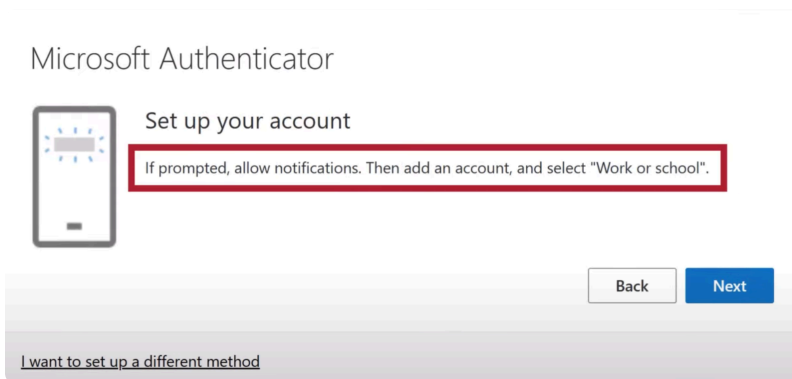 Microsoft Authenticator
Set up your account
If prompted, allow notifications. Then add an account, and select "Work or school".
Back
Next
I want to set up a different method